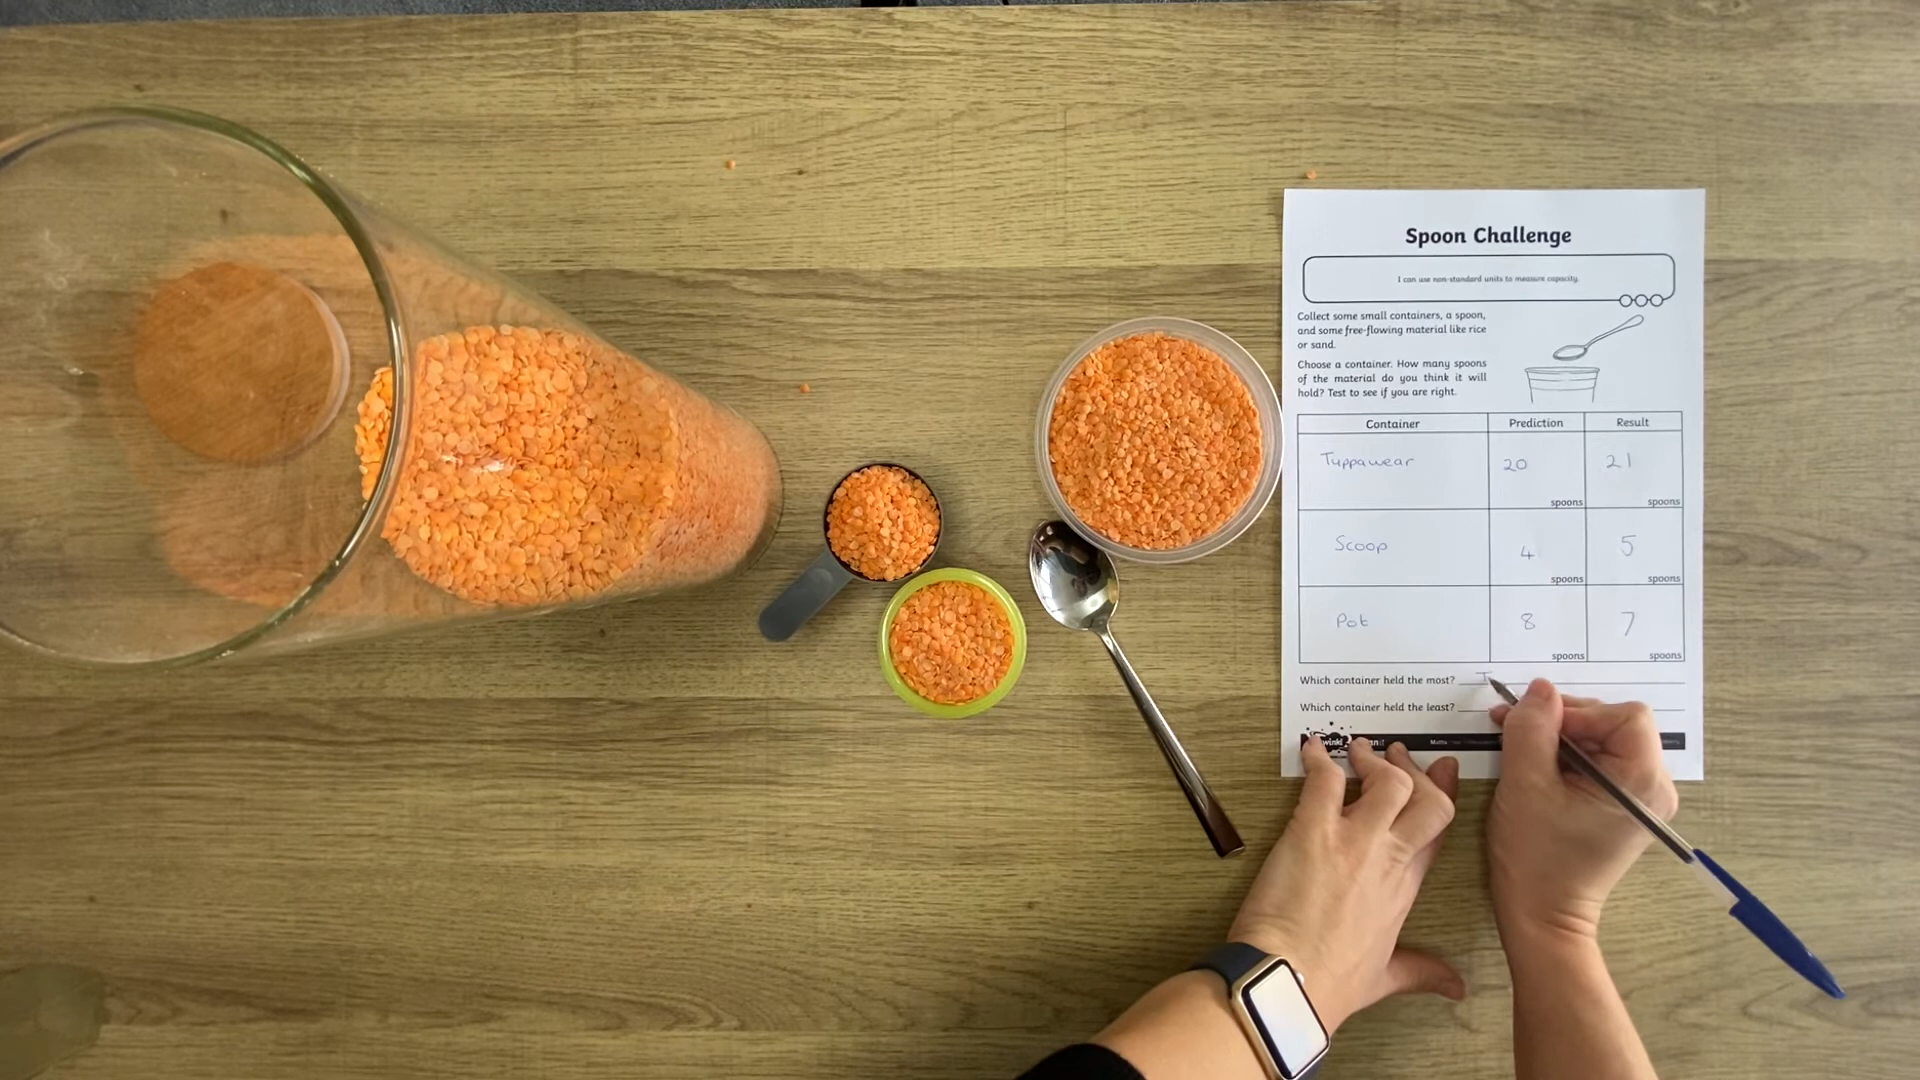 Spoon Challenge
I can use non-standard units to measure capacity.
Collect some small containers, a spoon,
and some free-flowing material like rice
or sand.
Choose a container. How many spoons
of the material do you think it will
hold? Test to see if you are right.
Container Prediction Result
Tuppawear 20 spoons 21 spoons
Scoop 4 spoons 5 spoons
Pot 8 spoons 7 spoons
Which container held the most? T
Which container held the least?
Maths